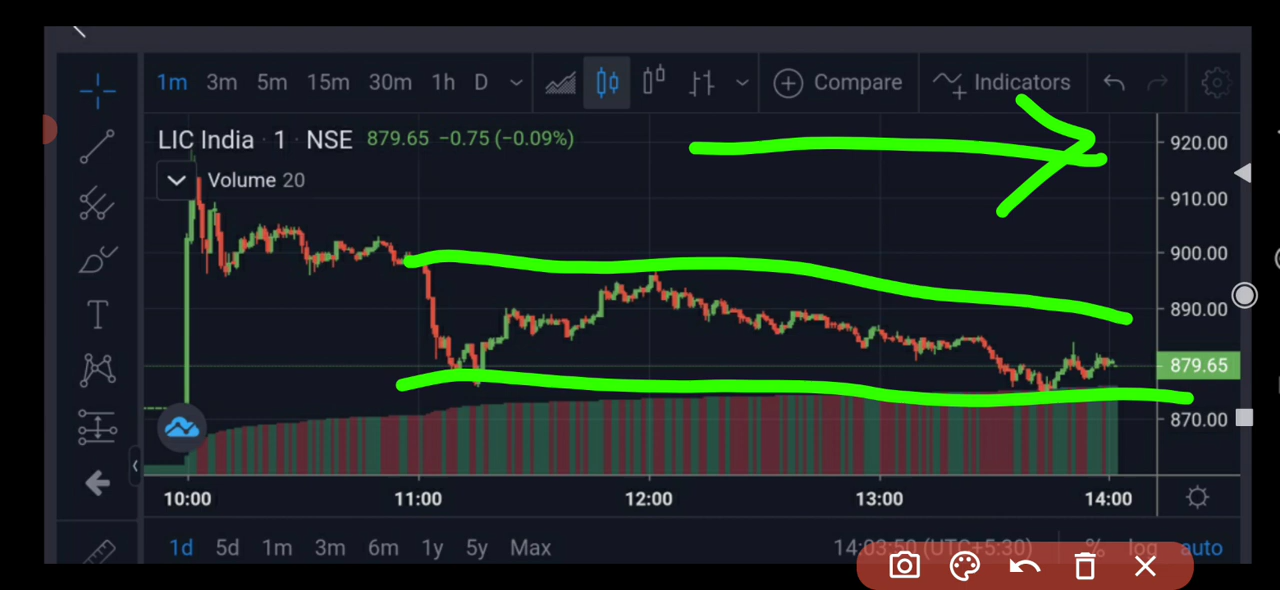 1m 3m 5m 15m 30m 1h D Compare Indicators
LIC India · 1 · NSE 879.65 −0.75 (−0.09%)
Volume 20
920.00
910.00
900.00
890.00
879.65
870.00
10:00 11:00 12:00 13:00 14:00
1d 5d 1m 3m 6m 1y 5y Max 14:03:50 (UTC+5:30) % log auto